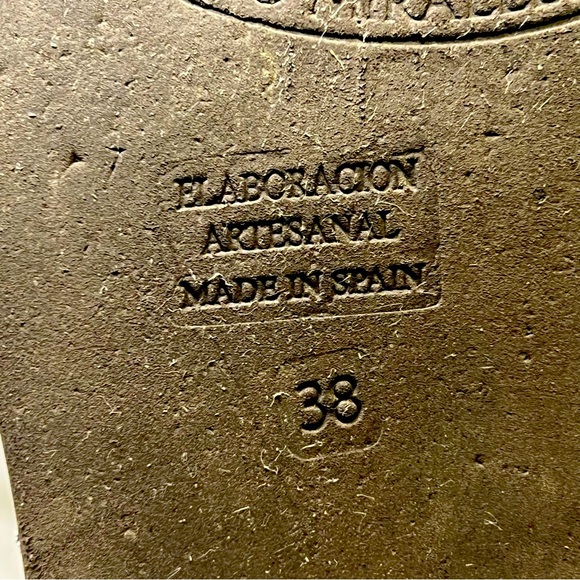 ELABORACION
ARTESANAL
MADE IN SPAIN
38